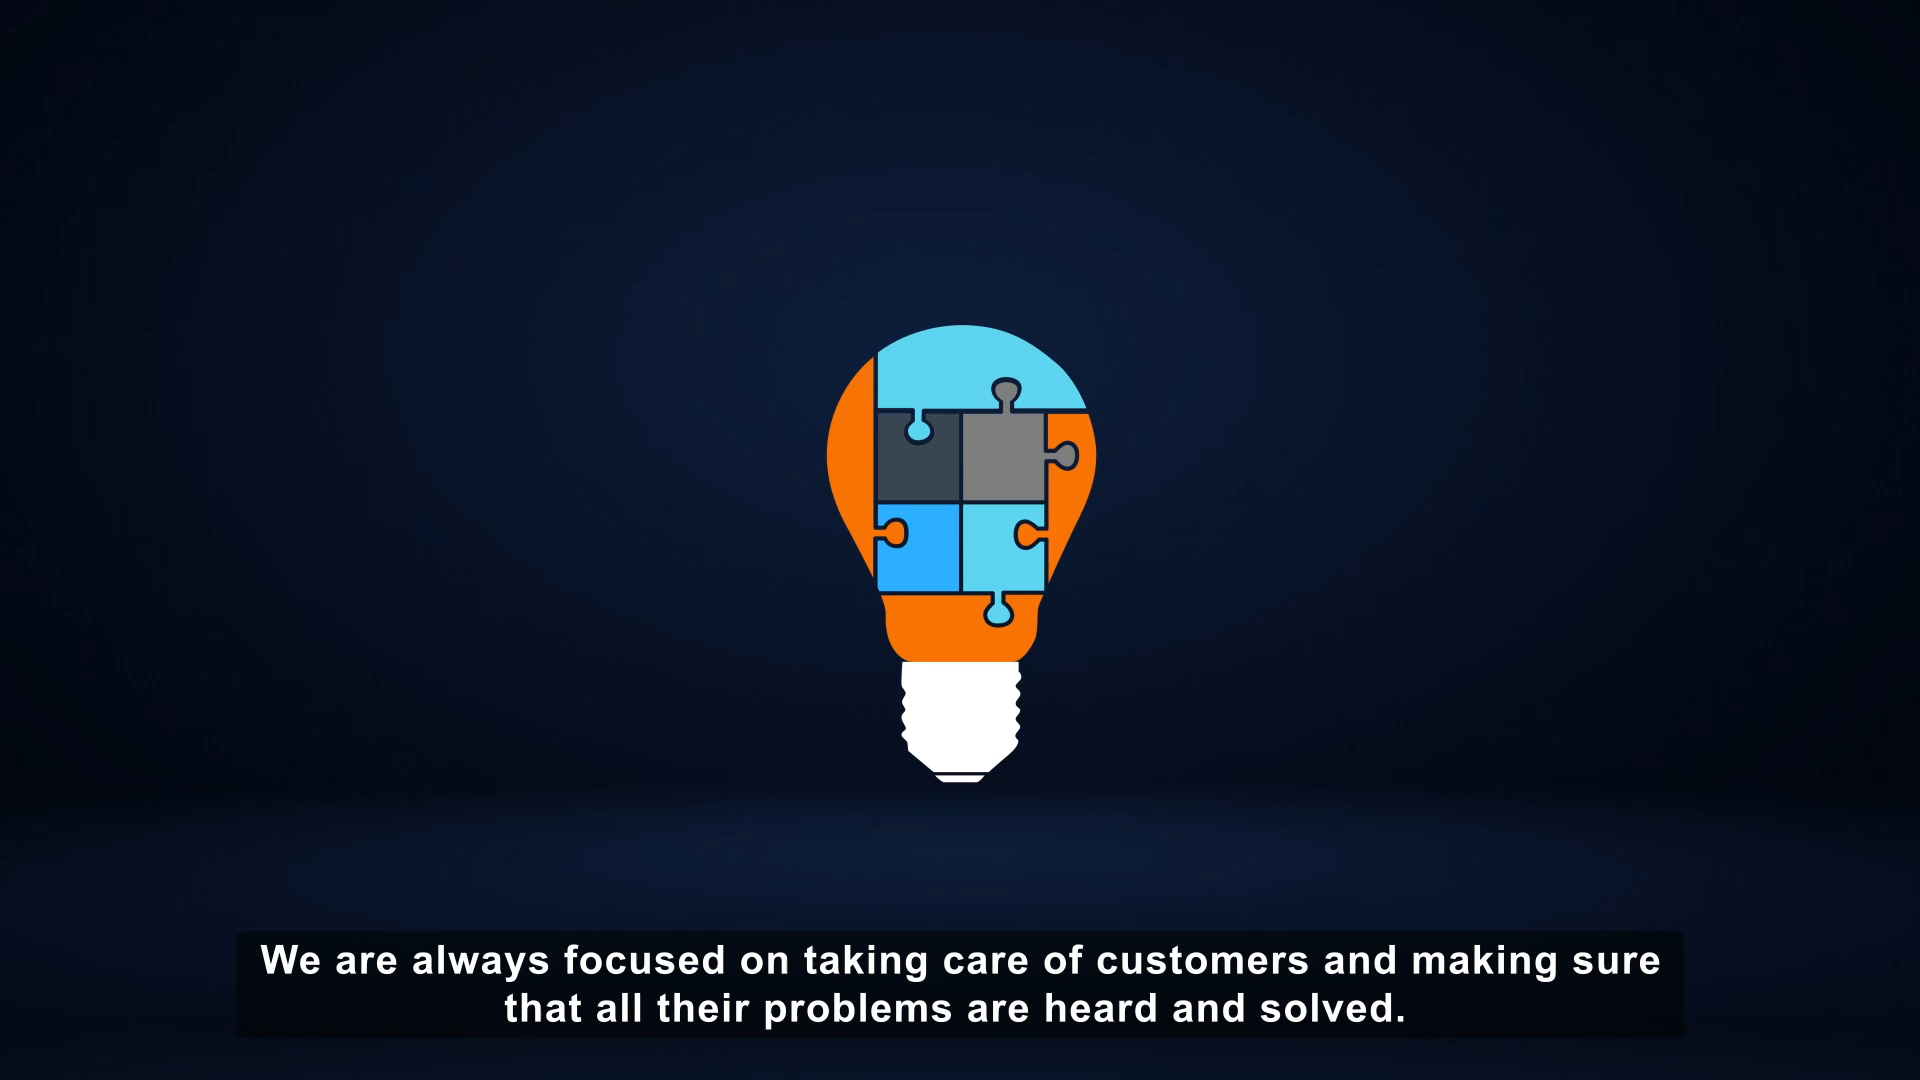 We are always focused on taking care of customers and making sure
that all their problems are heard and solved.